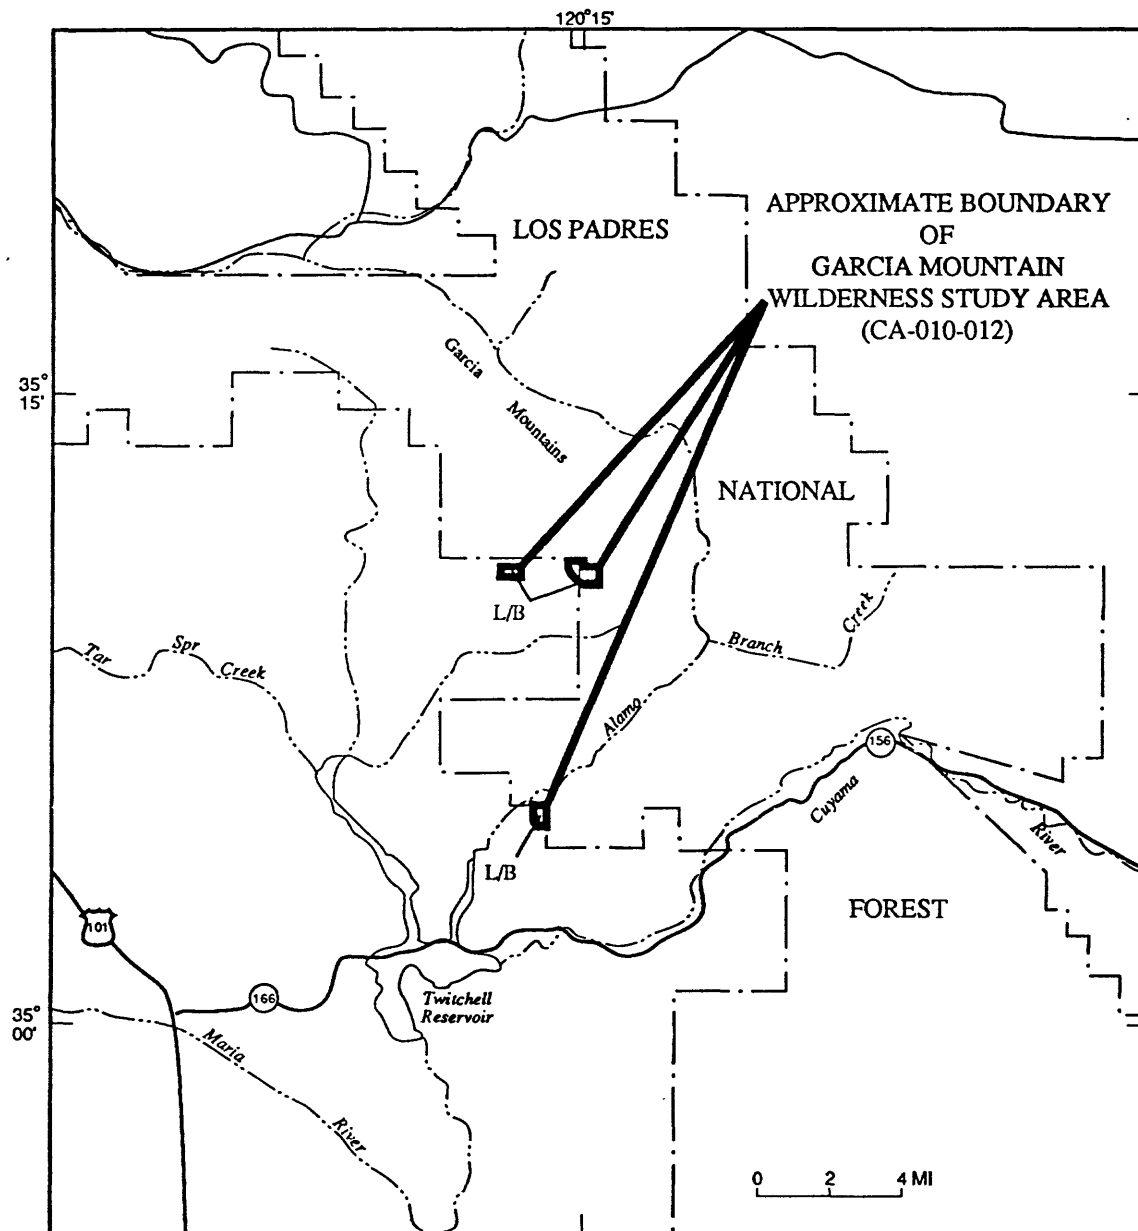 120°15'
APPROXIMATE BOUNDARY
OF
GARCIA MOUNTAIN
WILDERNESS STUDY AREA
(CA-010-012)
LOS PADRES
Garcia
Mountains
35°
15'
NATIONAL
L/B
Tar Spr Creek
Branch Creek
Alamo
156
Cuyama
River
L/B
FOREST
101
166
Twitchell
Reservoir
35°
00'
Maria
River
0 2 4 MI